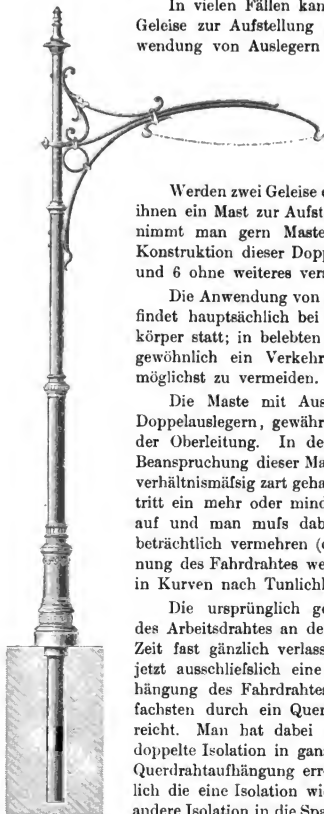 In vielen Fällen kan
Geleise zur Aufstellung
wendung von Auslegern
Werden zwei Geleise
ihnen ein Mast zur Aufst
nimmt man gern Maste
Konstruktion dieser Dopp
und 6 ohne weiteres vers
Die Anwendung von
findet hauptsächlich bei
körper statt; in belebten
gewöhnlich ein Verkehr
möglichst zu vermeiden.
Die Maste mit Aus
Doppelauslegern, gewähr
der Oberleitung. In de
Beanspruchung dieser Ma
verhältnismäſsig zart geha
tritt ein mehr oder mind
auf und man muſs dab
beträchtlich vermehren (
nung des Fahrdrahtes we
in Kurven nach Tunlichl
Die ursprünglich ge
des Arbeitsdrahtes an de
Zeit fast gänzlich verlass
jetzt ausschlieſslich eine
hängung des Fahrdrahte
fachsten durch ein Quer
reicht. Man hat dabei
doppelte Isolation in gan
Querdrahtaufhängung erre
lich die eine Isolation wi
andere Isolation in die Spa